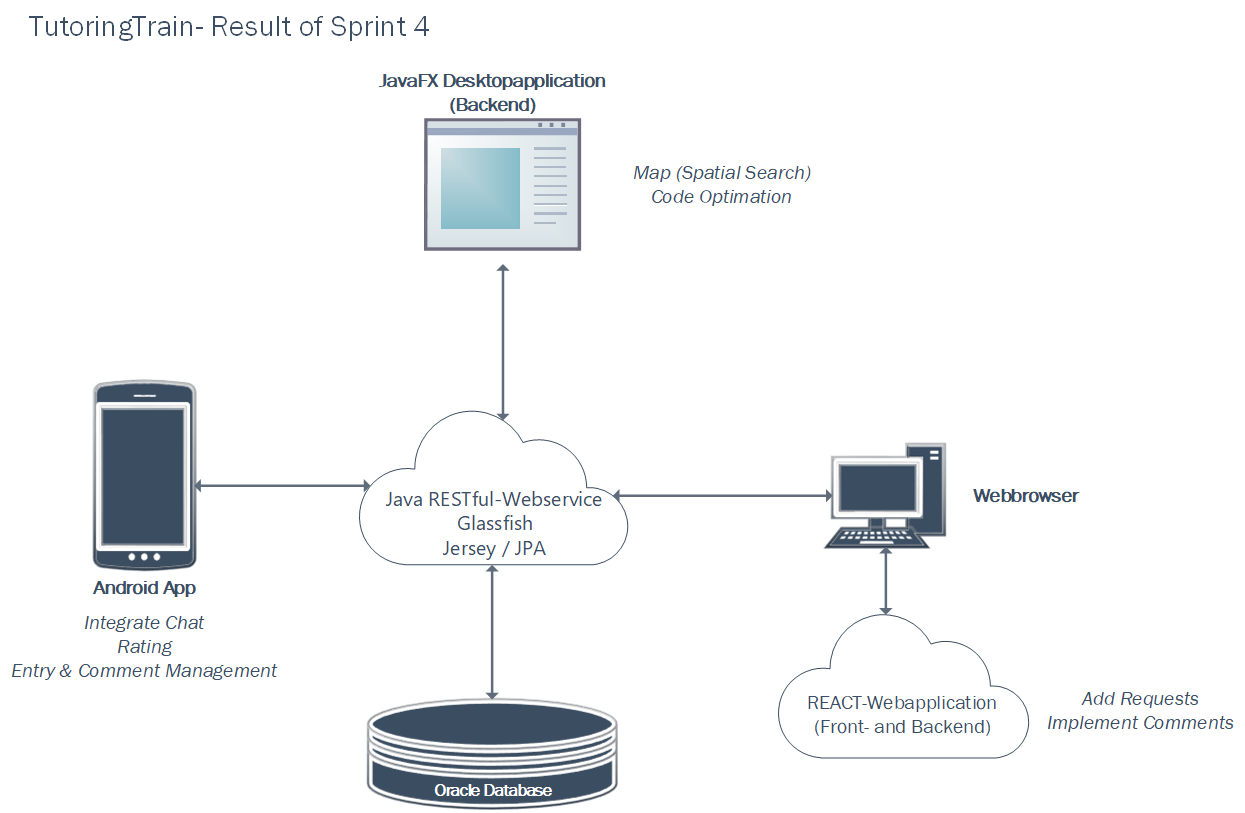 TutoringTrain- Result of Sprint 4
JavaFX Desktopapplication
(Backend)
Map (Spatial Search)
Code Optimation
Java RESTful-Webservice
Glassfish
Jersey / JPA
Webbrowser
Android App
Integrate Chat
Rating
Entry & Comment Management
REACT-Webapplication
(Front- and Backend)
Add Requests
Implement Comments
Oracle Database